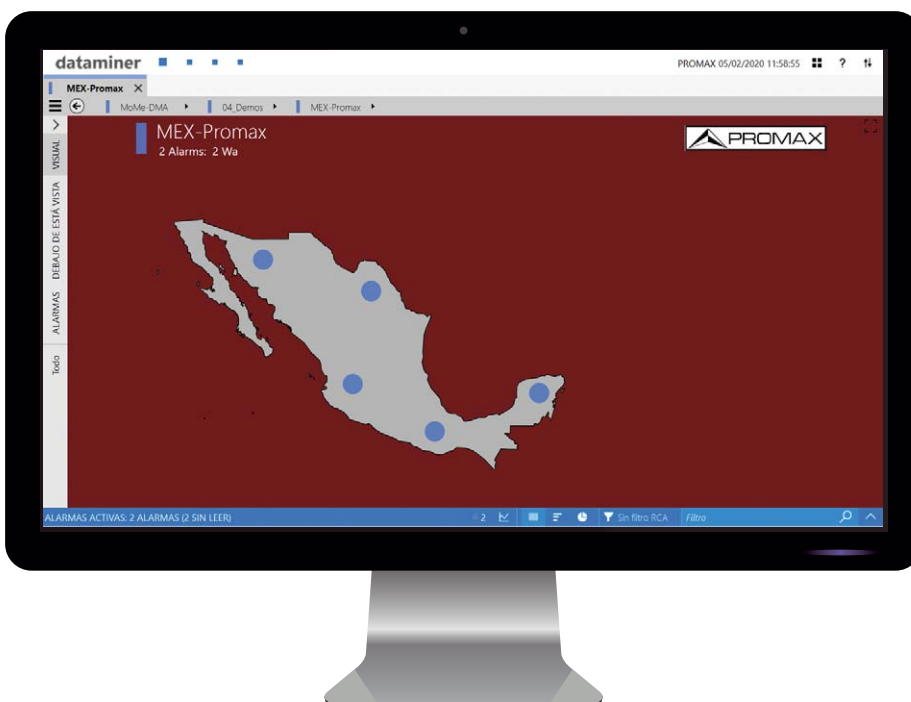 dataminer
PROMAX 05/02/2020 11:58:55 ?
MEX-Promax X
MoMe-DMA 04_Demos MEX-Promax
VISUAL
DEBAJO DE ESTÁ VISTA
ALARMAS
Todo
MEX-Promax
2 Alarms: 2 Wa
PROMAX
ALARMAS ACTIVAS: 2 ALARMAS (2 SIN LEER)
2
Sin filtro RCA
Filtro